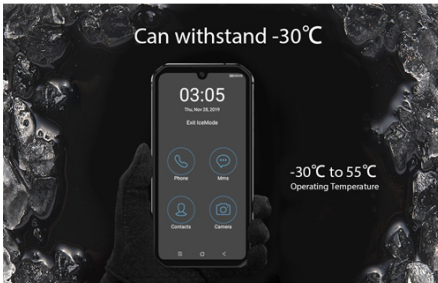 Can withstand -30℃
03:05
Thu, Nov 28, 2019
Exit IceMode
Phone
Mms
Contacts
Camera
-30℃ to 55℃
Operating Temperature